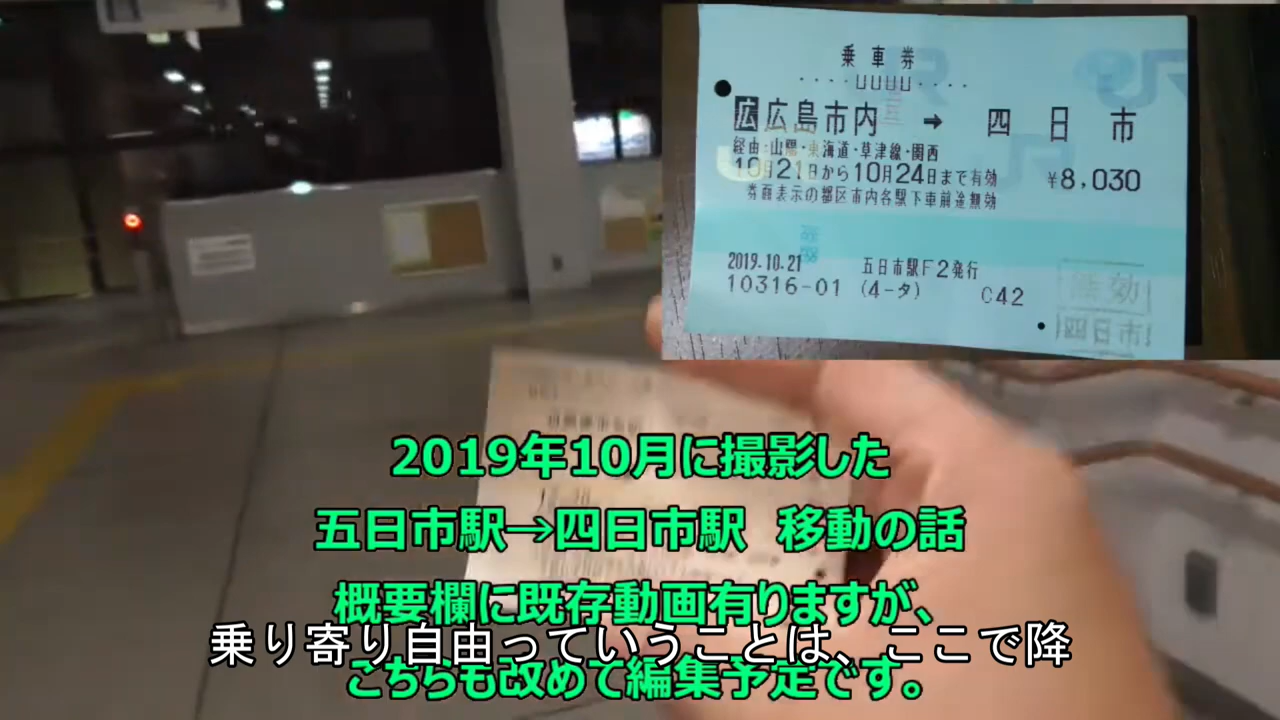 乗車券
広広島市内 → 四日市
経由:山陽・東海道・草津線・関西
10月21日から10月24日まで有効 ¥8,030
券面表示の都区市内各駅下車前途無効
2019.10.21 五日市駅F2発行
10316-01 (4-タ) C42
無効
四日市
2019年10月に撮影した
五日市駅→四日市駅 移動の話
概要欄に既存動画有りますが、
乗り寄り自由っていうことは、ここで降
こちらも改めて編集予定です。